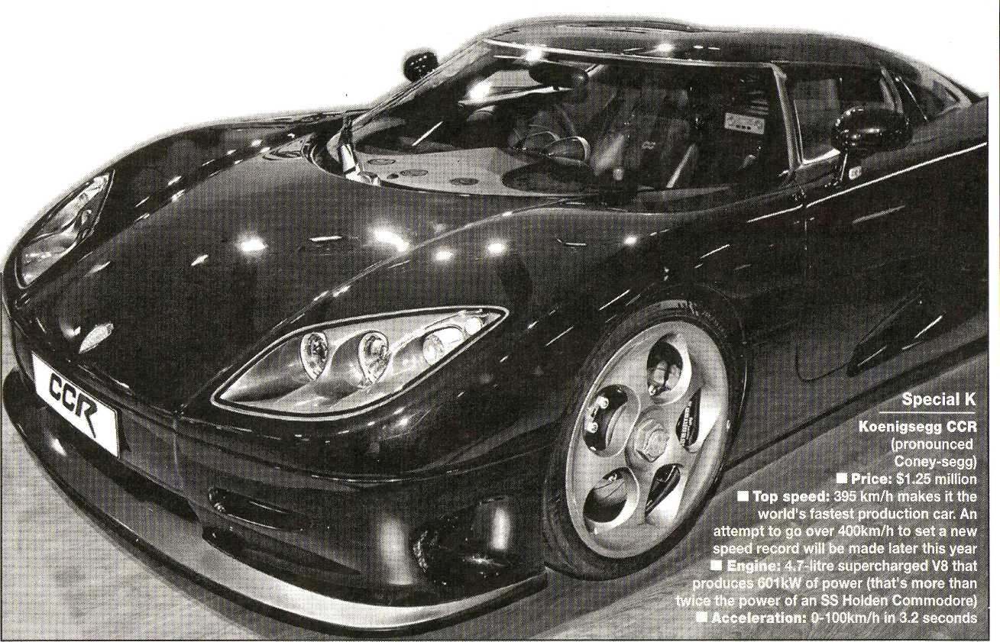 CCR
Special K
Koenigsegg CCR
(pronounced
Coney-segg)
■ Price: $1.25 million
■ Top speed: 395 km/h makes it the
world's fastest production car. An
attempt to go over 400km/h to set a new
speed record will be made later this year
■ Engine: 4.7-litre supercharged V8 that
produces 601kW of power (that's more than
twice the power of an SS Holden Commodore)
■ Acceleration: 0-100km/h in 3.2 seconds